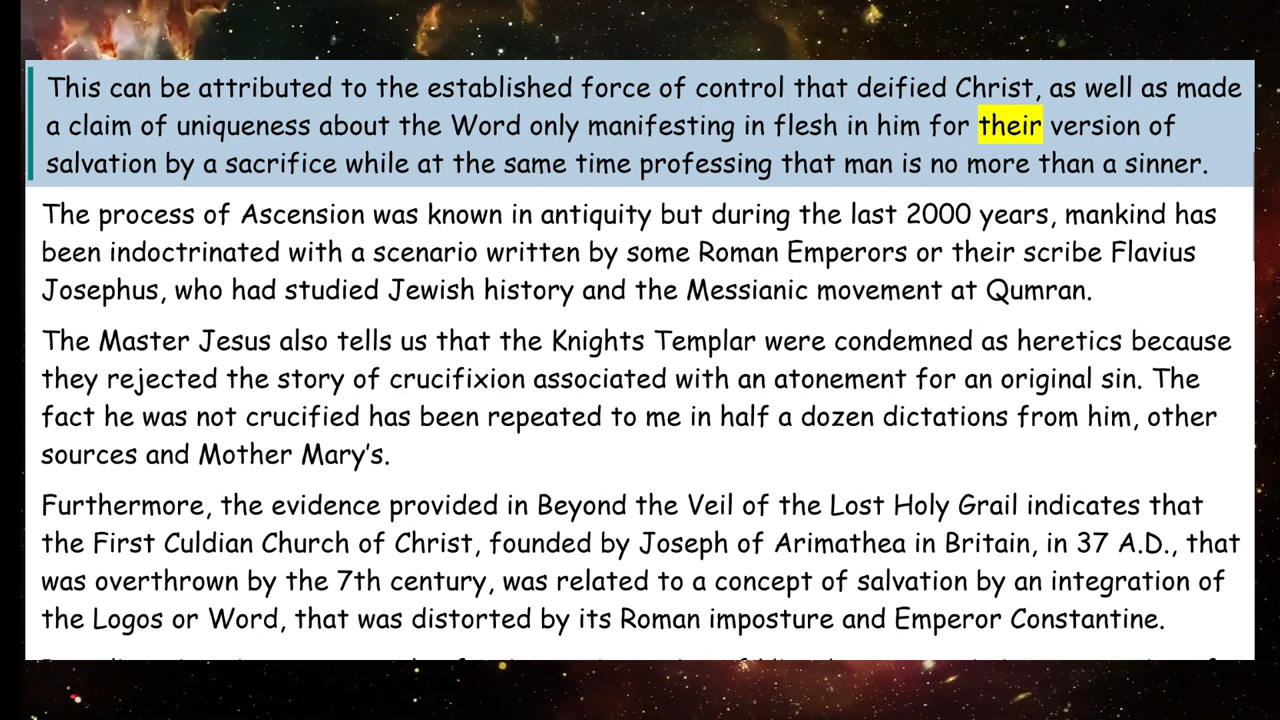 This can be attributed to the established force of control that deified Christ, as well as made
a claim of uniqueness about the Word only manifesting in flesh in him for their version of
salvation by a sacrifice while at the same time professing that man is no more than a sinner.
The process of Ascension was known in antiquity but during the last 2000 years, mankind has
been indoctrinated with a scenario written by some Roman Emperors or their scribe Flavius
Josephus, who had studied Jewish history and the Messianic movement at Qumran.
The Master Jesus also tells us that the Knights Templar were condemned as heretics because
they rejected the story of crucifixion associated with an atonement for an original sin. The
fact he was not crucified has been repeated to me in half a dozen dictations from him, other
sources and Mother Mary's.
Furthermore, the evidence provided in Beyond the Veil of the Lost Holy Grail indicates that
the First Culdian Church of Christ, founded by Joseph of Arimathea in Britain, in 37 A.D., that
was overthrown by the 7th century, was related to a concept of salvation by an integration of
the Logos or Word, that was distorted by its Roman imposture and Emperor Constantine.